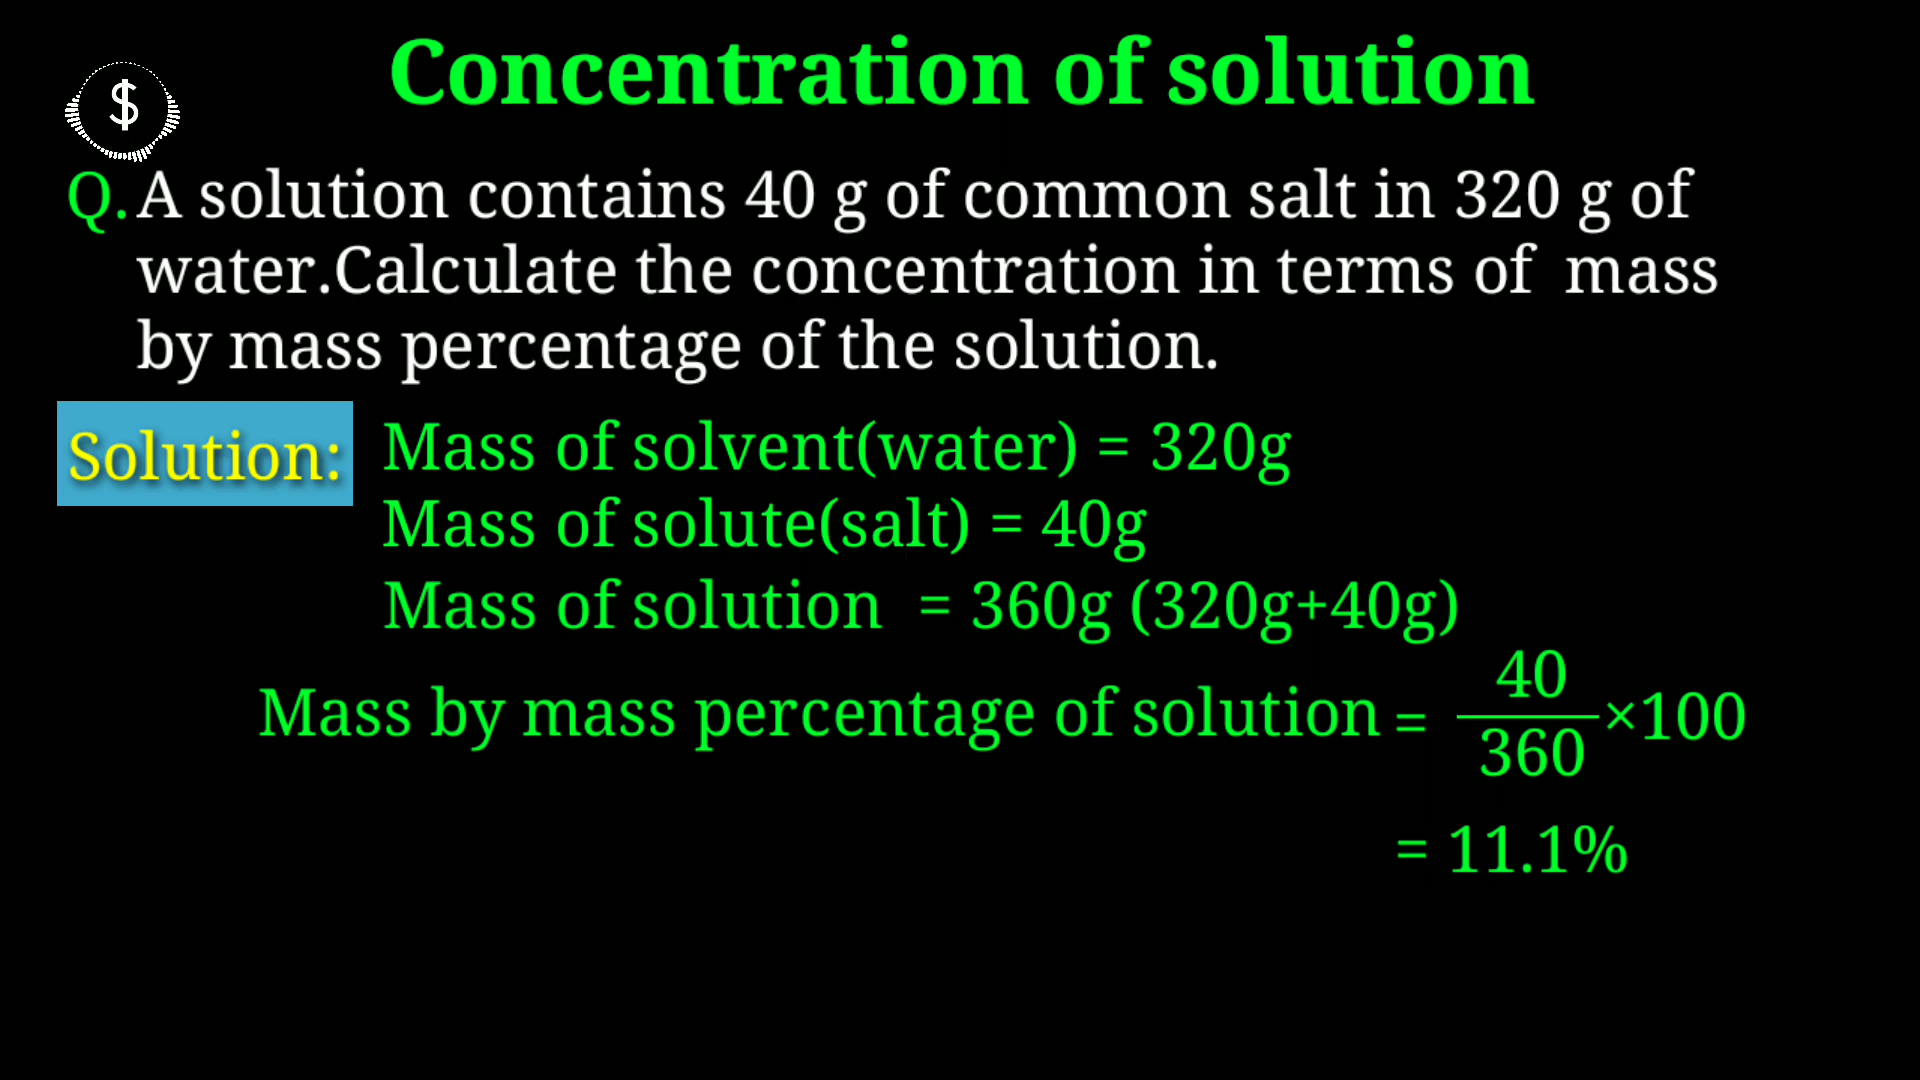 Concentration of solution
$
Q. A solution contains 40 g of common salt in 320 g of
water.Calculate the concentration in terms of mass
by mass percentage of the solution.
Solution: Mass of solvent(water) = 320g
Mass of solute(salt) = 40g
Mass of solution = 360g (320g+40g)
Mass by mass percentage of solution = 40/360 ×100
= 11.1%